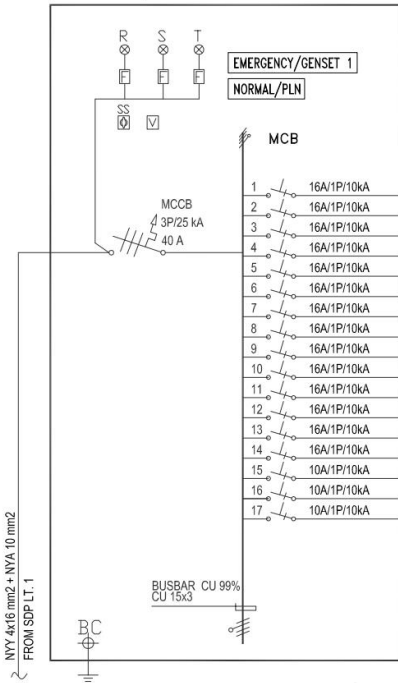 R S T
F F F
EMERGENCY/GENSET 1
NORMAL/PLN
SS
V
MCB
MCCB
3P/25 kA
40 A
1 16A/1P/10kA
2 16A/1P/10kA
3 16A/1P/10kA
4 16A/1P/10kA
5 16A/1P/10kA
6 16A/1P/10kA
7 16A/1P/10kA
8 16A/1P/10kA
9 16A/1P/10kA
10 16A/1P/10kA
11 16A/1P/10kA
12 16A/1P/10kA
13 16A/1P/10kA
14 16A/1P/10kA
15 10A/1P/10kA
16 10A/1P/10kA
17 10A/1P/10kA
BUSBAR CU 99%
CU 15x3
BC
NYY 4x16 mm2 + NYA 10 mm2
FROM SDP LT. 1